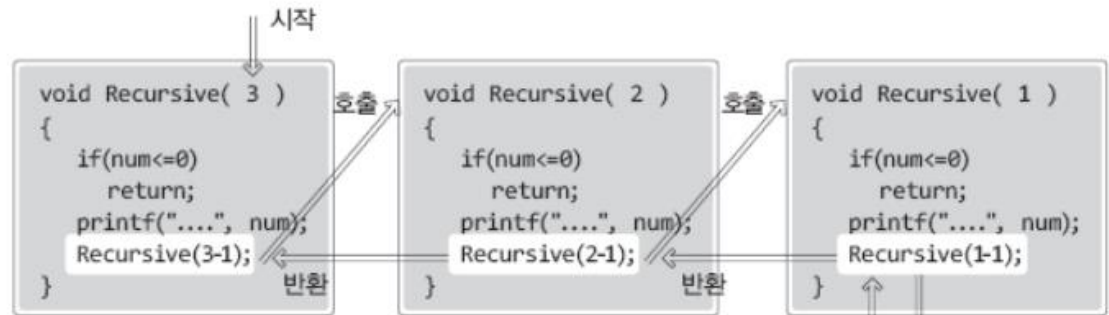 시작
void Recursive( 3 )
{
if(num<=0)
return;
printf("....", num);
Recursive(3-1);
}
호출
반환
void Recursive( 2 )
{
if(num<=0)
return;
printf("....", num);
Recursive(2-1);
}
호출
반환
void Recursive( 1 )
{
if(num<=0)
return;
printf("....", num);
Recursive(1-1);
}